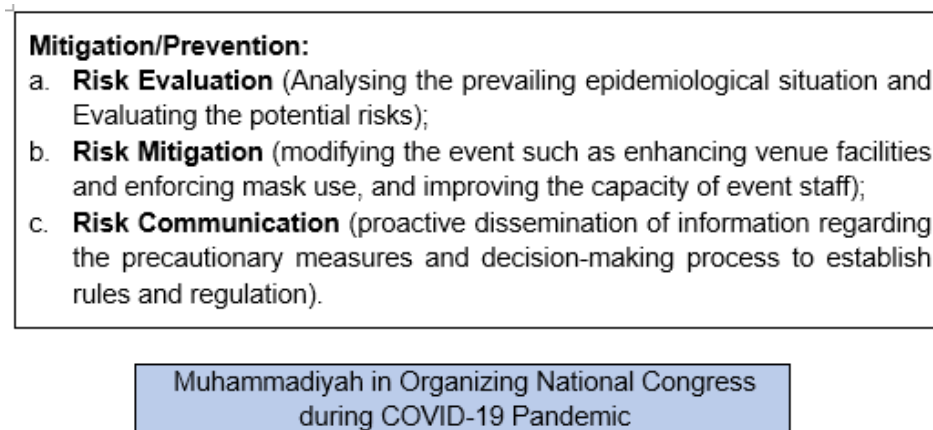 Mitigation/Prevention:
a. Risk Evaluation (Analysing the prevailing epidemiological situation and
Evaluating the potential risks);
b. Risk Mitigation (modifying the event such as enhancing venue facilities
and enforcing mask use, and improving the capacity of event staff);
c. Risk Communication (proactive dissemination of information regarding
the precautionary measures and decision-making process to establish
rules and regulation).
Muhammadiyah in Organizing National Congress
during COVID-19 Pandemic